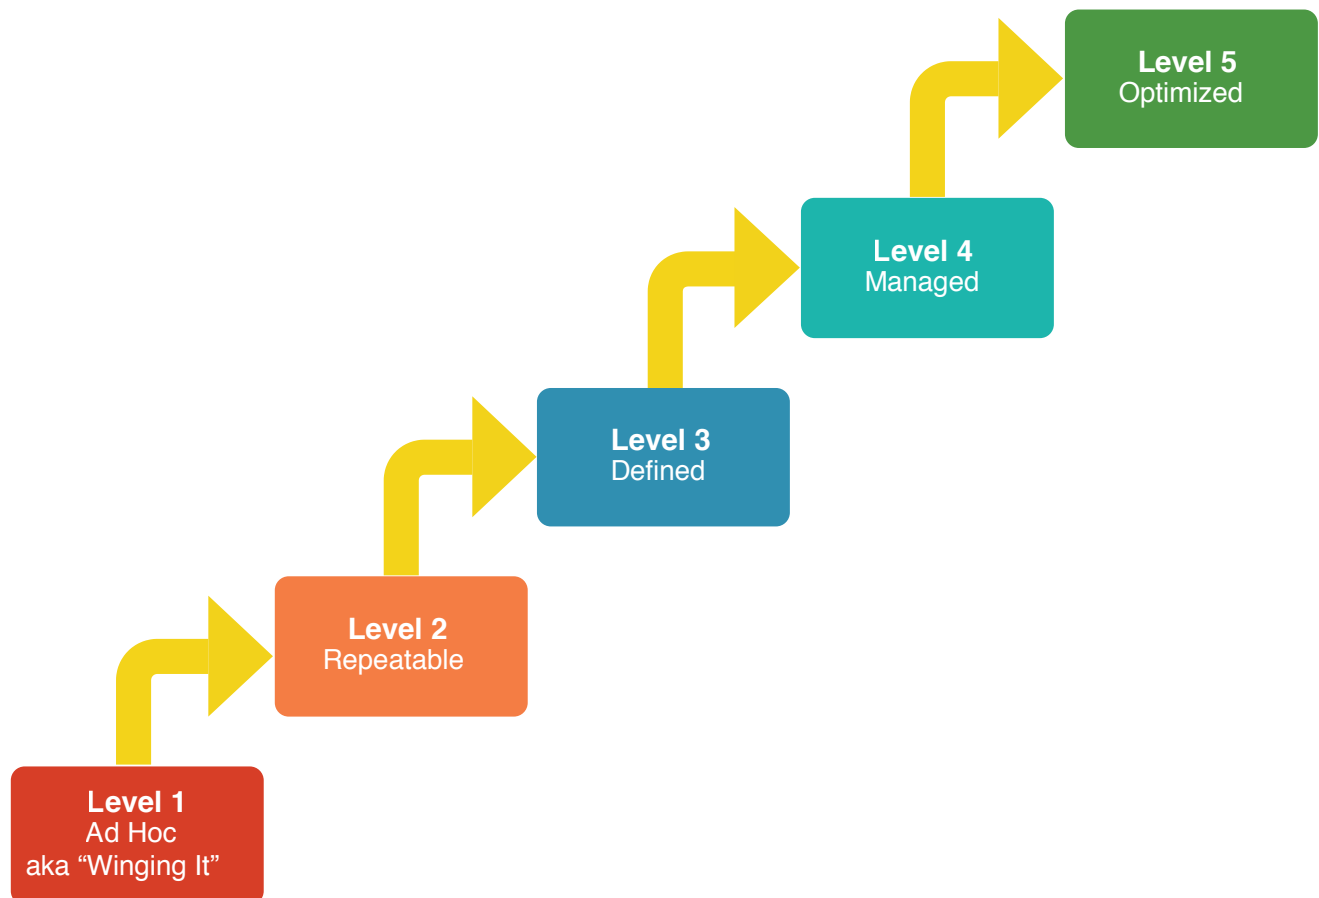 Level 5
Optimized
Level 4
Managed
Level 3
Defined
Level 2
Repeatable
Level 1
Ad Hoc
aka “Winging It”